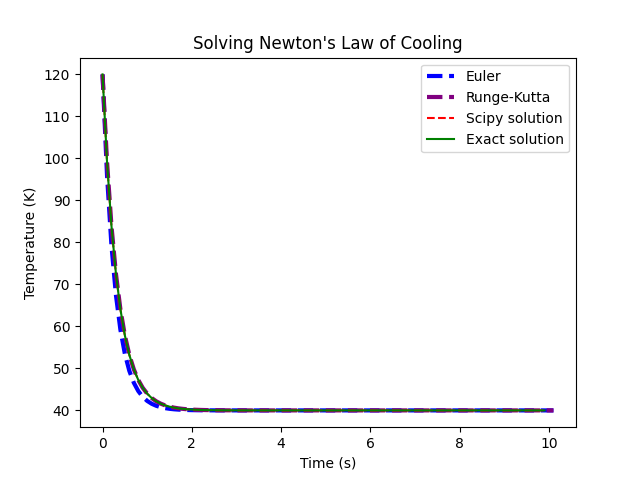 Solving Newton's Law of Cooling
Euler
Runge-Kutta
Scipy solution
Exact solution
120
110
100
90
80
70
60
50
40
Temperature (K)
0 2 4 6 8 10
Time (s)